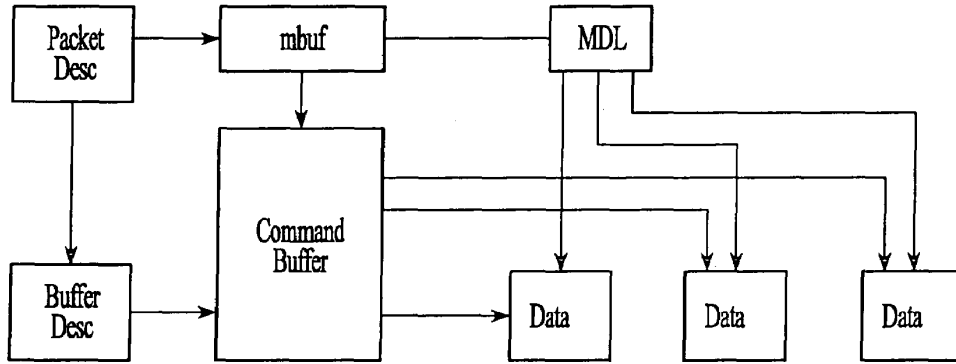 Packet
Desc
mbuf
MDL
Command
Buffer
Buffer
Desc
Data
Data
Data